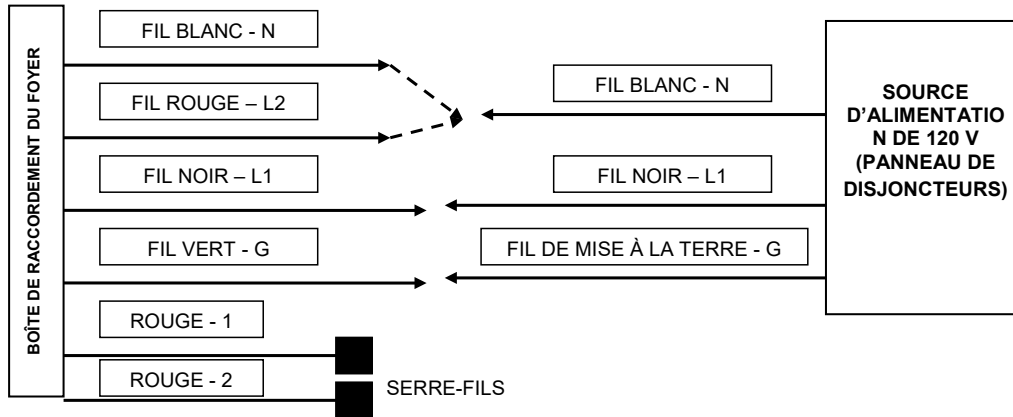 BOÎTE DE RACCORDEMENT DU FOYER
FIL BLANC - N
FIL ROUGE – L2
FIL NOIR – L1
FIL VERT - G
ROUGE - 1
ROUGE - 2
SERRE-FILS
FIL BLANC - N
FIL NOIR – L1
FIL DE MISE À LA TERRE - G
SOURCE
D'ALIMENTATIO
N DE 120 V
(PANNEAU DE
DISJONCTEURS)